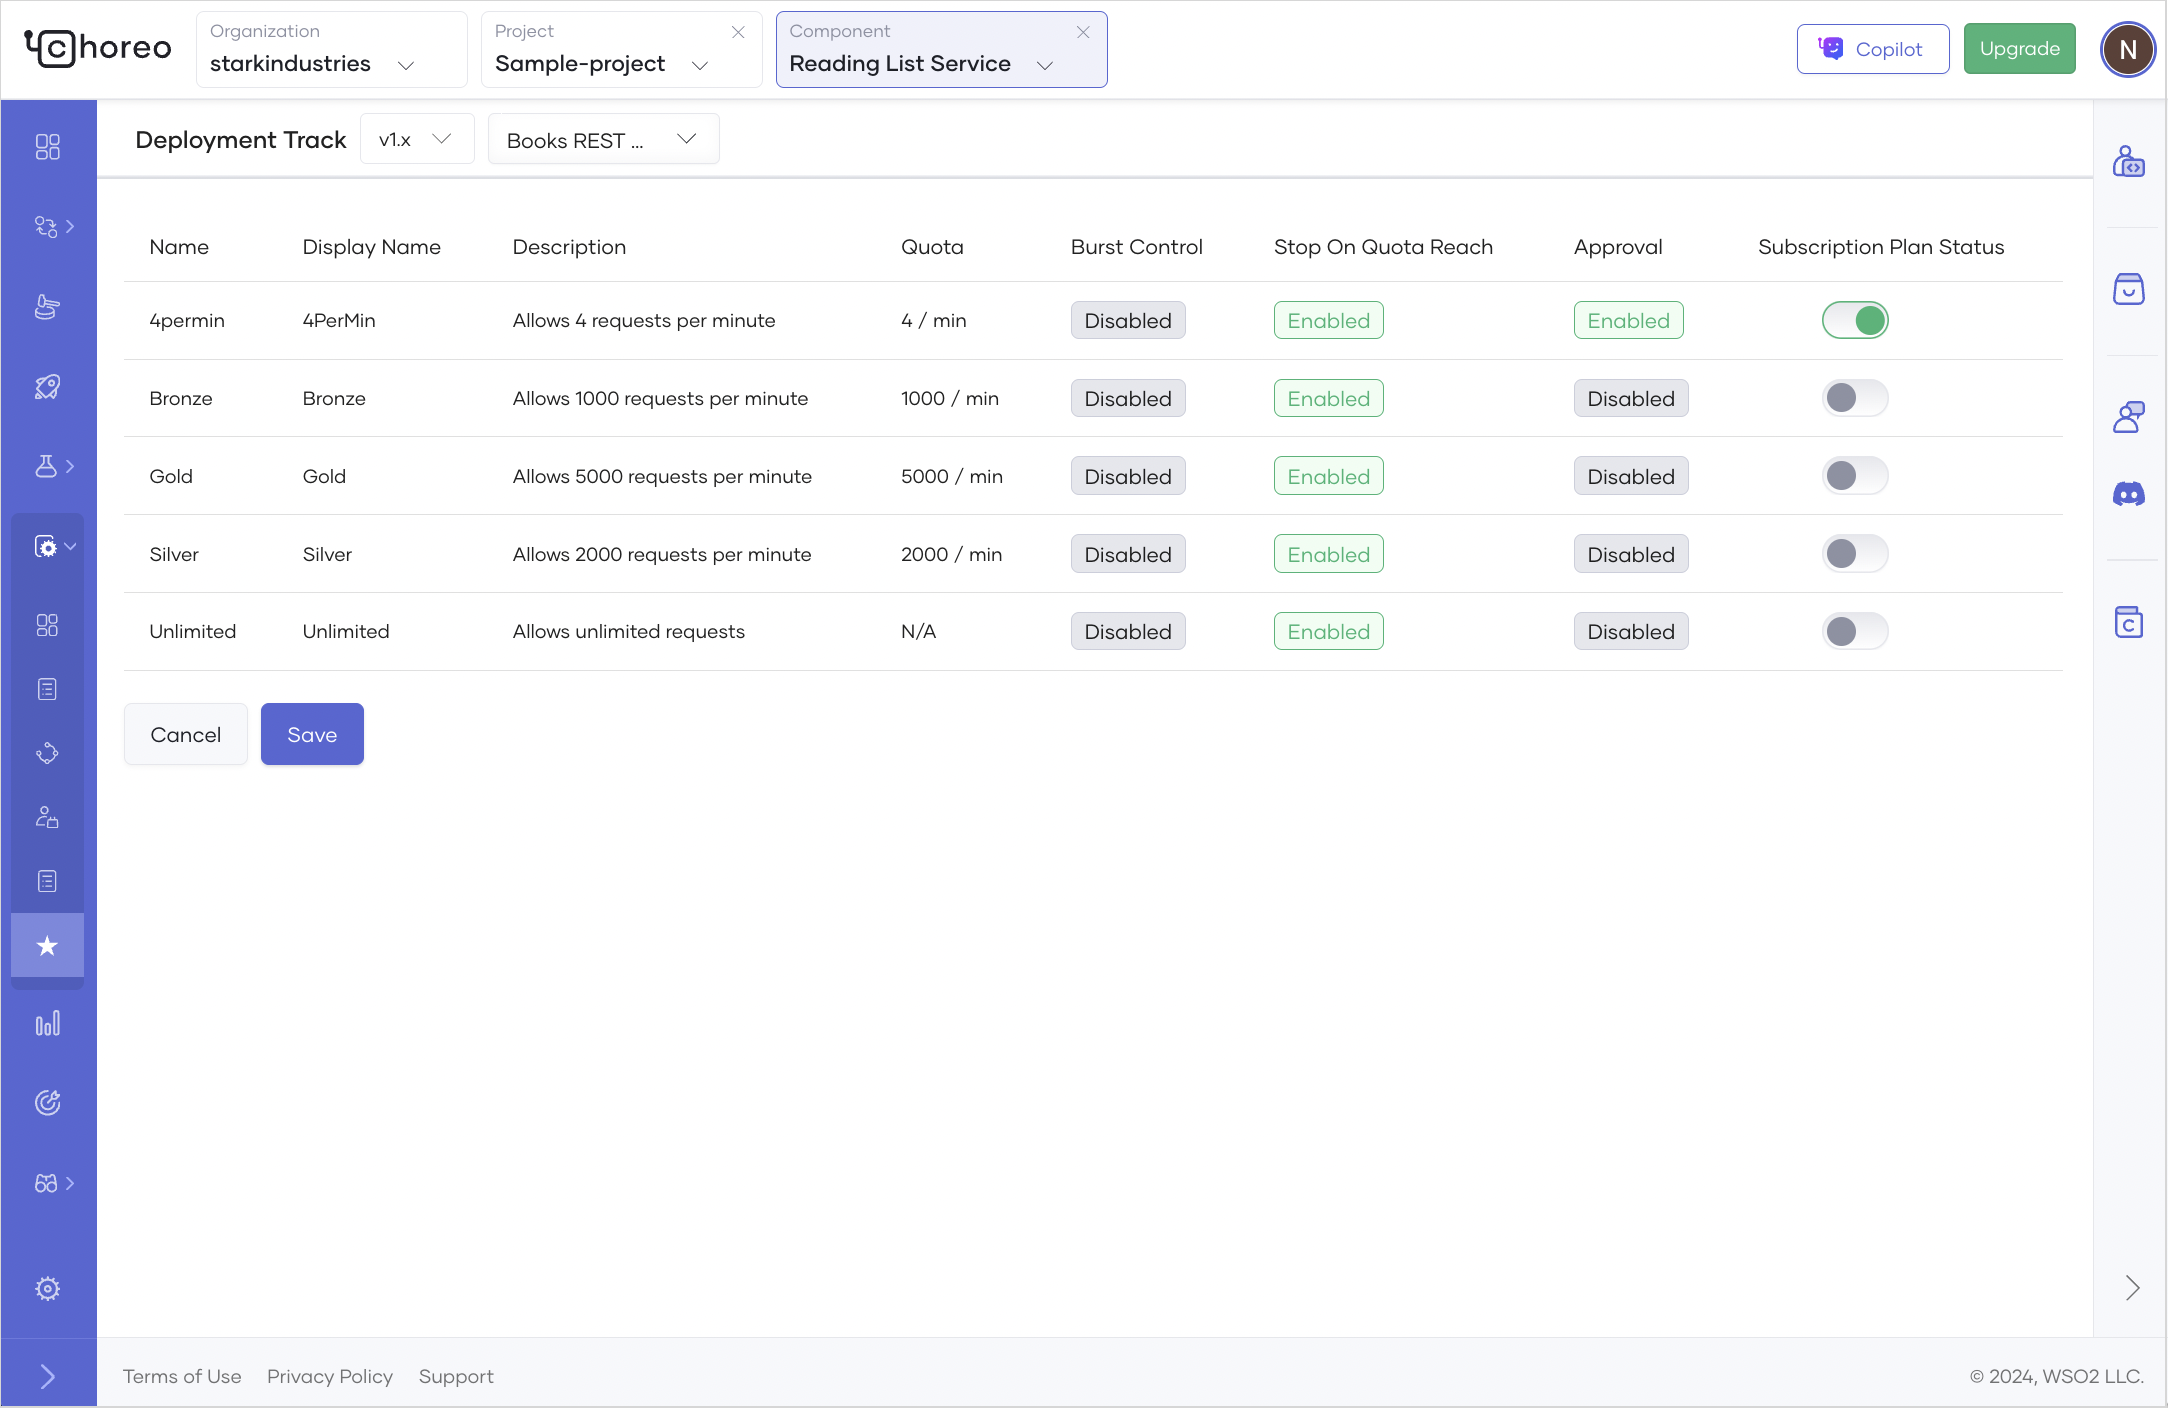 choreo
Organization
starkindustries
Project
Sample-project
Component
Reading List Service
Copilot
Upgrade
N
Deployment Track
v1.x
Books REST ...
Name Display Name Description Quota Burst Control Stop On Quota Reach Approval Subscription Plan Status
4permin 4PerMin Allows 4 requests per minute 4 / min Disabled Enabled Enabled
Bronze Bronze Allows 1000 requests per minute 1000 / min Disabled Enabled Disabled
Gold Gold Allows 5000 requests per minute 5000 / min Disabled Enabled Disabled
Silver Silver Allows 2000 requests per minute 2000 / min Disabled Enabled Disabled
Unlimited Unlimited Allows unlimited requests N/A Disabled Enabled Disabled
Cancel Save
Terms of Use Privacy Policy Support © 2024, WSO2 LLC.